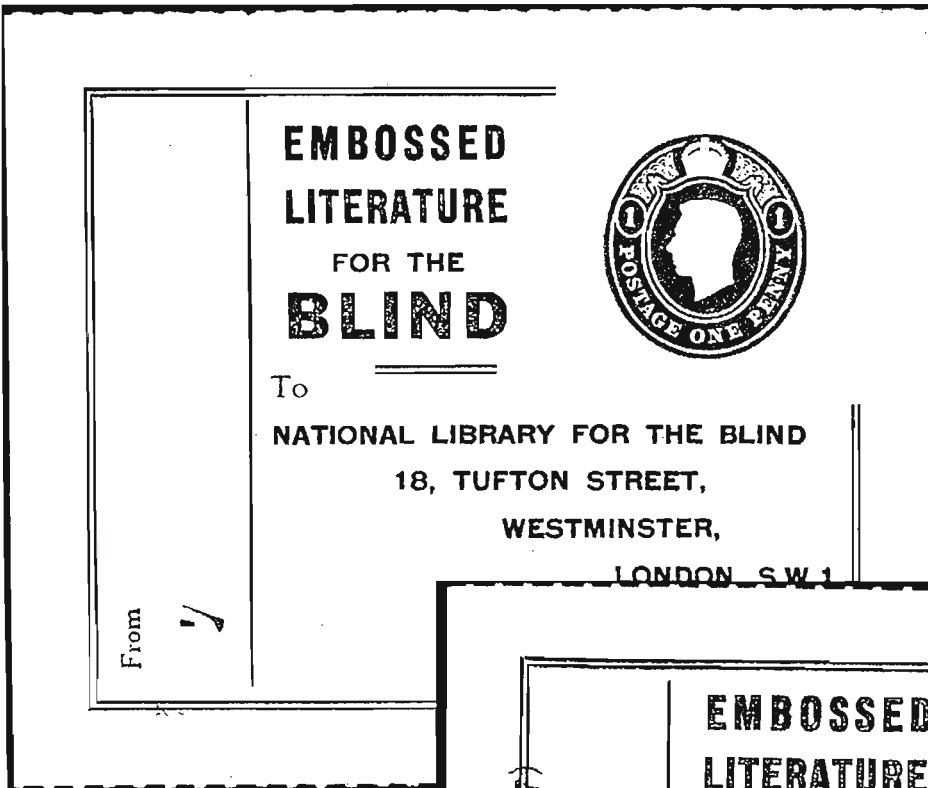 EMBOSSED
LITERATURE
FOR THE
BLIND
1 1
POSTAGE ONE PENNY
To
NATIONAL LIBRARY FOR THE BLIND
18, TUFTON STREET,
WESTMINSTER,
LONDON S.W.1
From
EMBOSSED
LITERATURE